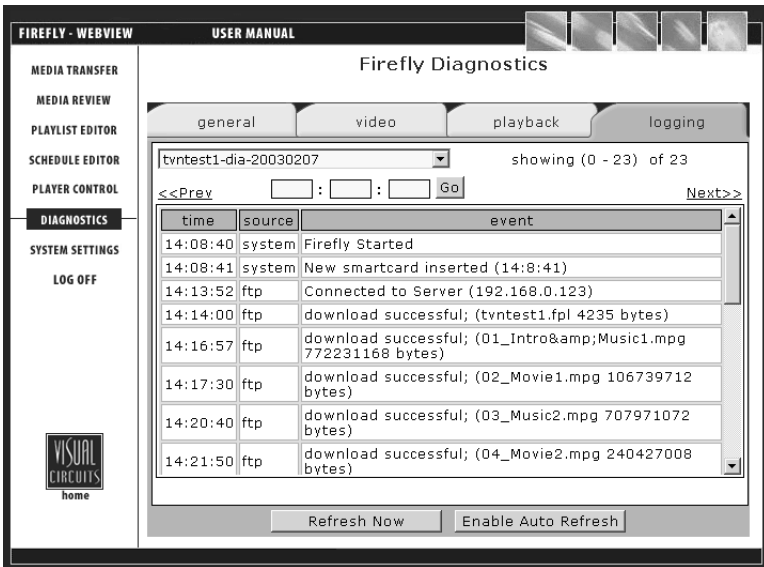 FIREFLY - WEBVIEW USER MANUAL
MEDIA TRANSFER
MEDIA REVIEW
PLAYLIST EDITOR
SCHEDULE EDITOR
PLAYER CONTROL
DIAGNOSTICS
SYSTEM SETTINGS
LOG OFF
VISUAL
CIRCUITS
home
Firefly Diagnostics
general video playback logging
tvntest1-dia-20030207 showing (0 - 23) of 23
<<Prev : : Go Next>>
time source event
14:08:40 system Firefly Started
14:08:41 system New smartcard inserted (14:8:41)
14:13:52 ftp Connected to Server (192.168.0.123)
14:14:00 ftp download successful; (tvntest1.fpl 4235 bytes)
14:16:57 ftp download successful; (01_Intro&amp;Music1.mpg
772231168 bytes)
14:17:30 ftp download successful; (02_Movie1.mpg 106739712
bytes)
14:20:40 ftp download successful; (03_Music2.mpg 707971072
bytes)
14:21:50 ftp download successful; (04_Movie2.mpg 240427008
bytes)
Refresh Now Enable Auto Refresh